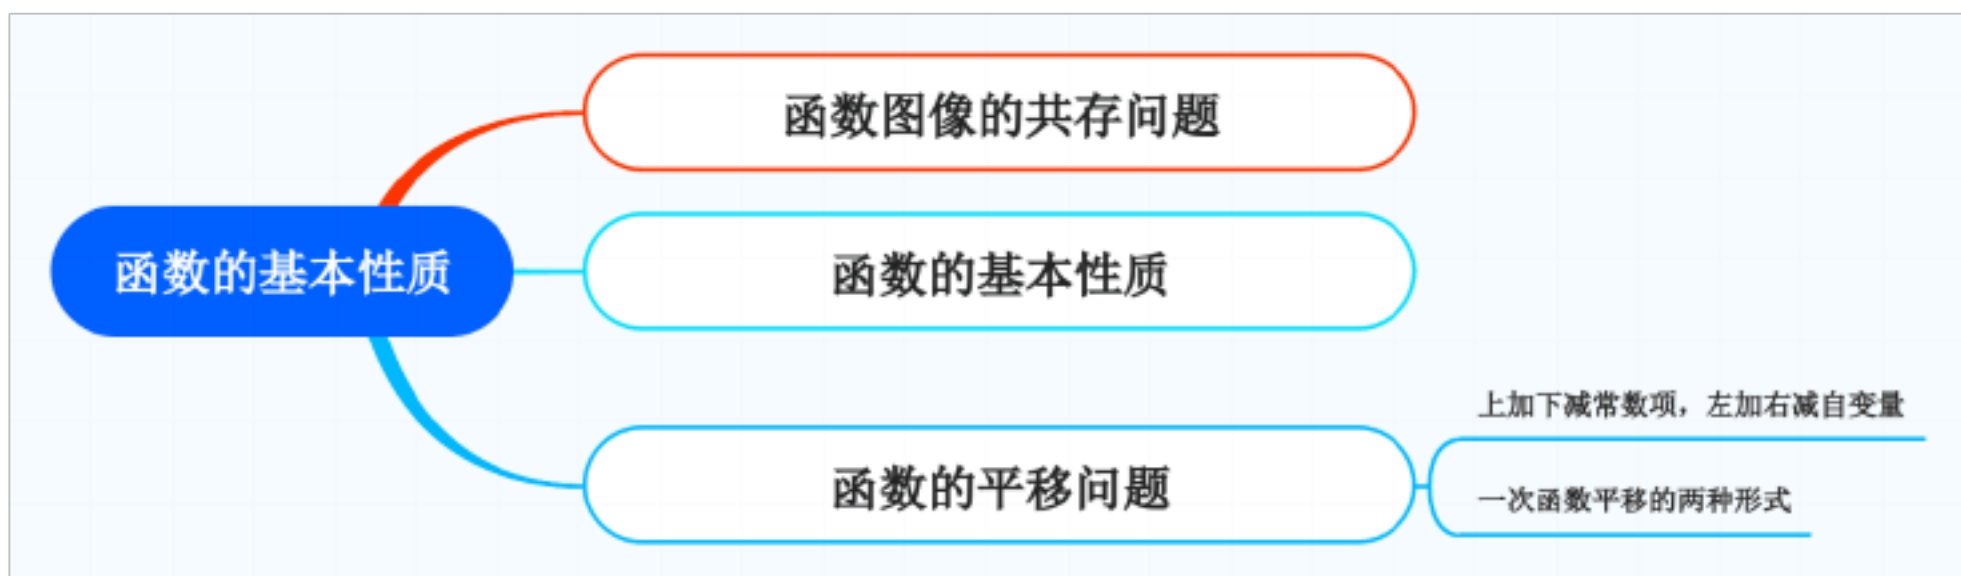 函数图像的共存问题
函数的基本性质
函数的基本性质
上加下减常数项，左加右减自变量
函数的平移问题
一次函数平移的两种形式